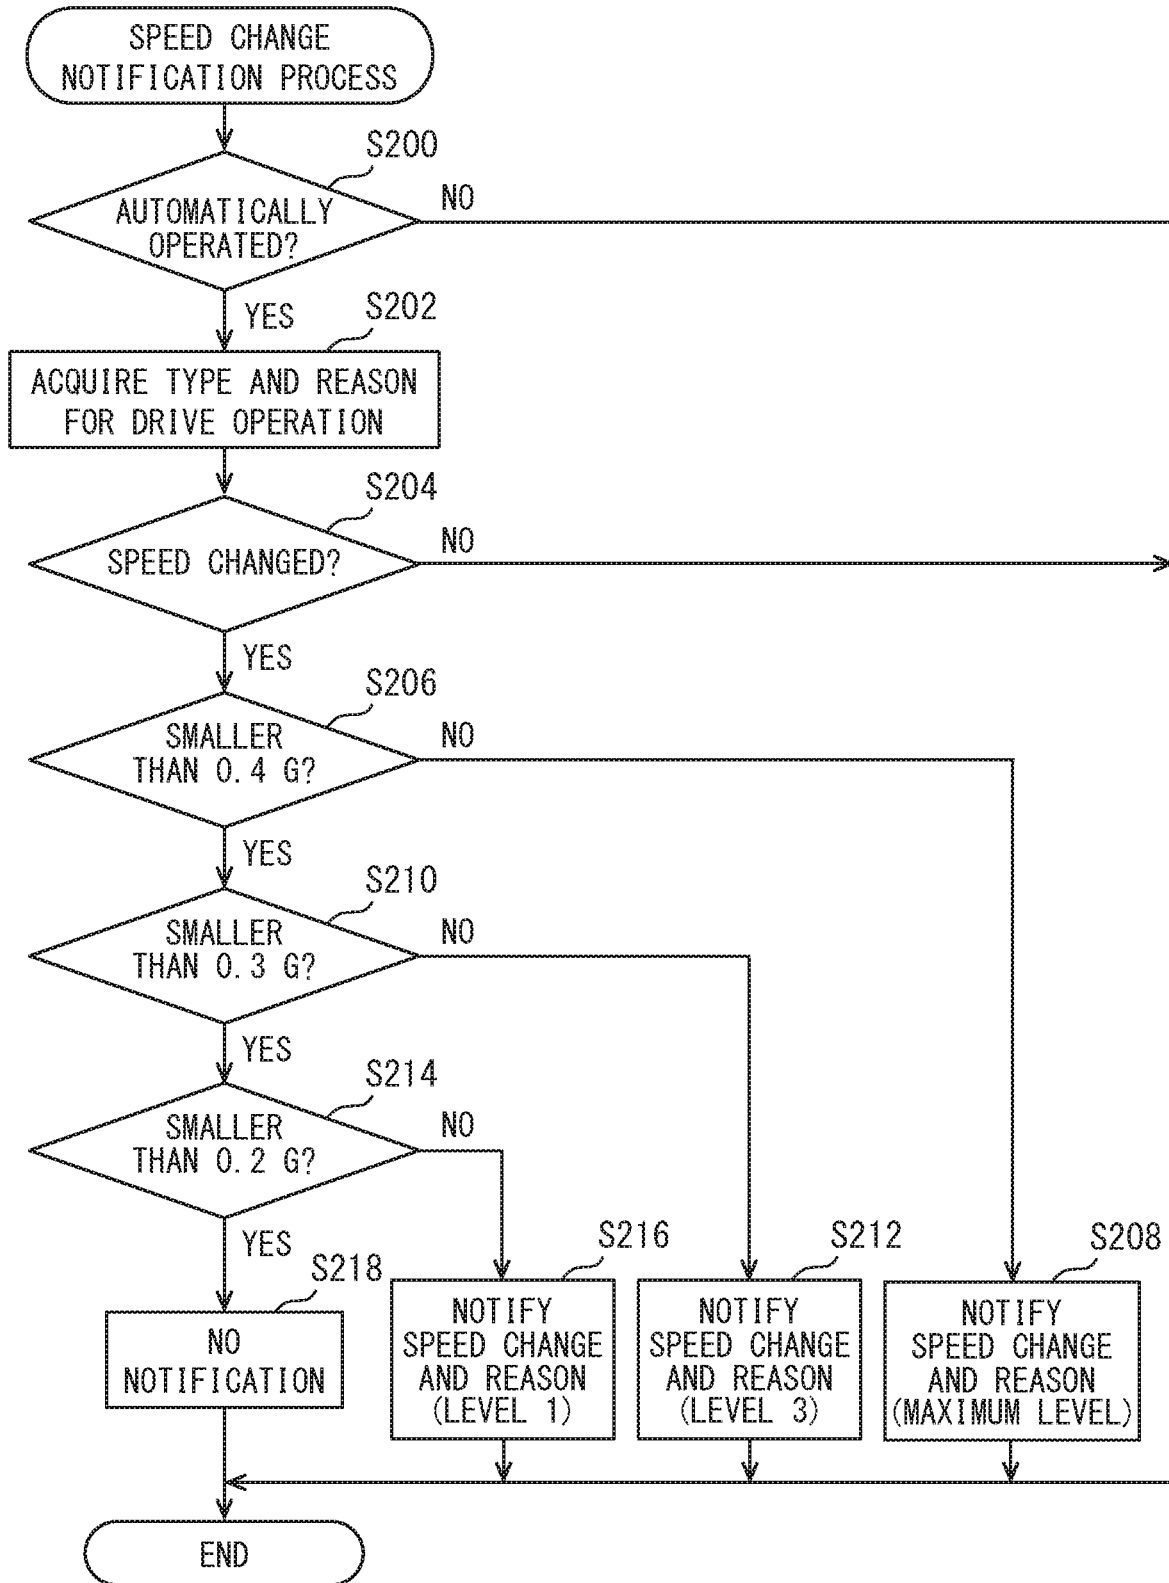 SPEED CHANGE
NOTIFICATION PROCESS
S200
AUTOMATICALLY
OPERATED?
NO
YES
S202
ACQUIRE TYPE AND REASON
FOR DRIVE OPERATION
S204
SPEED CHANGED?
NO
YES
S206
SMALLER
THAN 0.4 G?
NO
YES
S210
SMALLER
THAN 0.3 G?
NO
YES
S214
SMALLER
THAN 0.2 G?
NO
YES
S218
NO
NOTIFICATION
S216
NOTIFY
SPEED CHANGE
AND REASON
(LEVEL 1)
S212
NOTIFY
SPEED CHANGE
AND REASON
(LEVEL 3)
S208
NOTIFY
SPEED CHANGE
AND REASON
(MAXIMUM LEVEL)
END